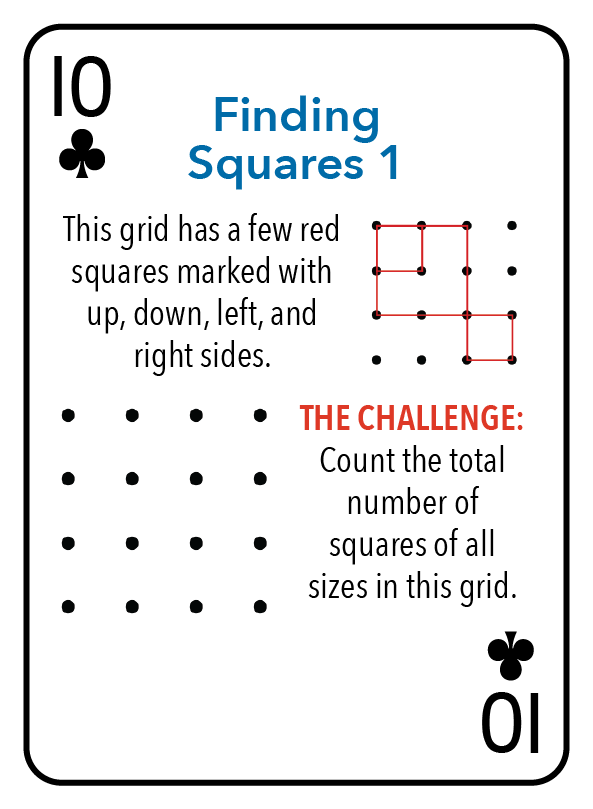 10
Finding
Squares 1
This grid has a few red
squares marked with
up, down, left, and
right sides.
THE CHALLENGE:
Count the total
number of
squares of all
sizes in this grid.
10